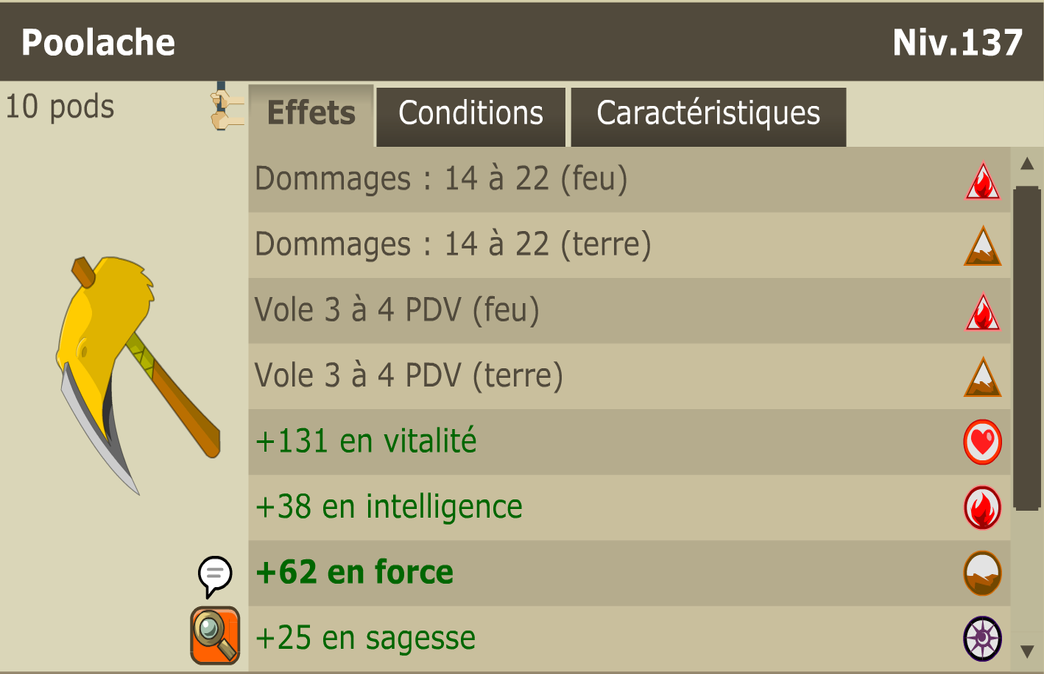 Poolache
Niv.137
10 pods
Effets
Conditions
Caractéristiques
Dommages : 14 à 22 (feu)
Dommages : 14 à 22 (terre)
Vole 3 à 4 PDV (feu)
Vole 3 à 4 PDV (terre)
+131 en vitalité
+38 en intelligence
+62 en force
+25 en sagesse